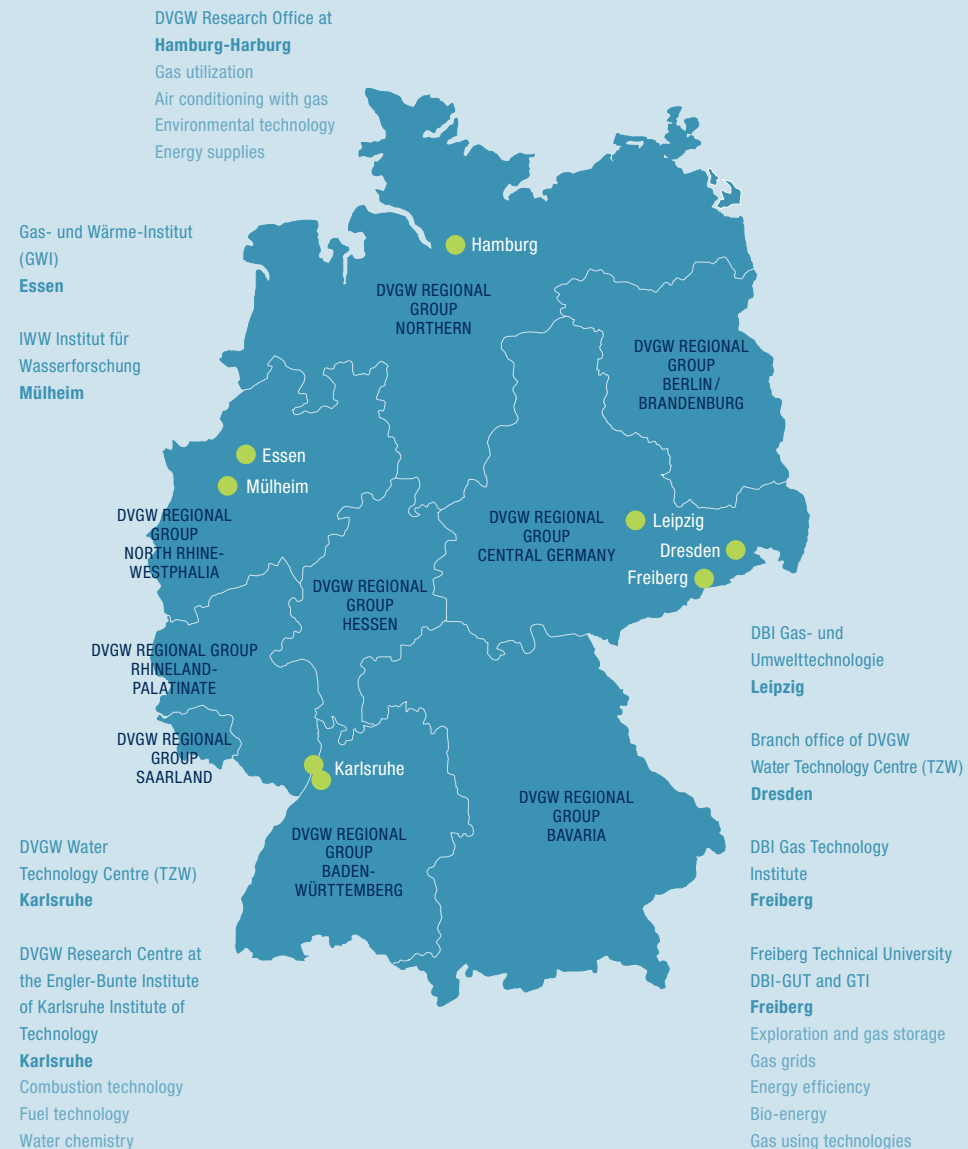 DVGW Research Office at
Hamburg-Harburg
Gas utilization
Air conditioning with gas
Environmental technology
Energy supplies
Gas- und Wärme-Institut
(GWI)
Essen
IWW Institut für
Wasserforschung
Mülheim
Hamburg
DVGW REGIONAL
GROUP
NORTHERN
DVGW REGIONAL
GROUP
BERLIN/
BRANDENBURG
Essen
Mülheim
DVGW REGIONAL
GROUP
NORTH RHINE-
WESTPHALIA
DVGW REGIONAL
GROUP
CENTRAL GERMANY
Leipzig
Dresden
Freiberg
DVGW REGIONAL
GROUP
HESSEN
DVGW REGIONAL GROUP
RHINELAND-
PALATINATE
DVGW REGIONAL
GROUP
SAARLAND
Karlsruhe
DVGW REGIONAL
GROUP
BADEN-
WÜRTTEMBERG
DVGW REGIONAL
GROUP
BAVARIA
DVGW Water
Technology Centre (TZW)
Karlsruhe
DVGW Research Centre at
the Engler-Bunte Institute
of Karlsruhe Institute of
Technology
Karlsruhe
Combustion technology
Fuel technology
Water chemistry
DBI Gas- und
Umwelttechnologie
Leipzig
Branch office of DVGW
Water Technology Centre (TZW)
Dresden
DBI Gas Technology
Institute
Freiberg
Freiberg Technical University
DBI-GUT and GTI
Freiberg
Exploration and gas storage
Gas grids
Energy efficiency
Bio-energy
Gas using technologies